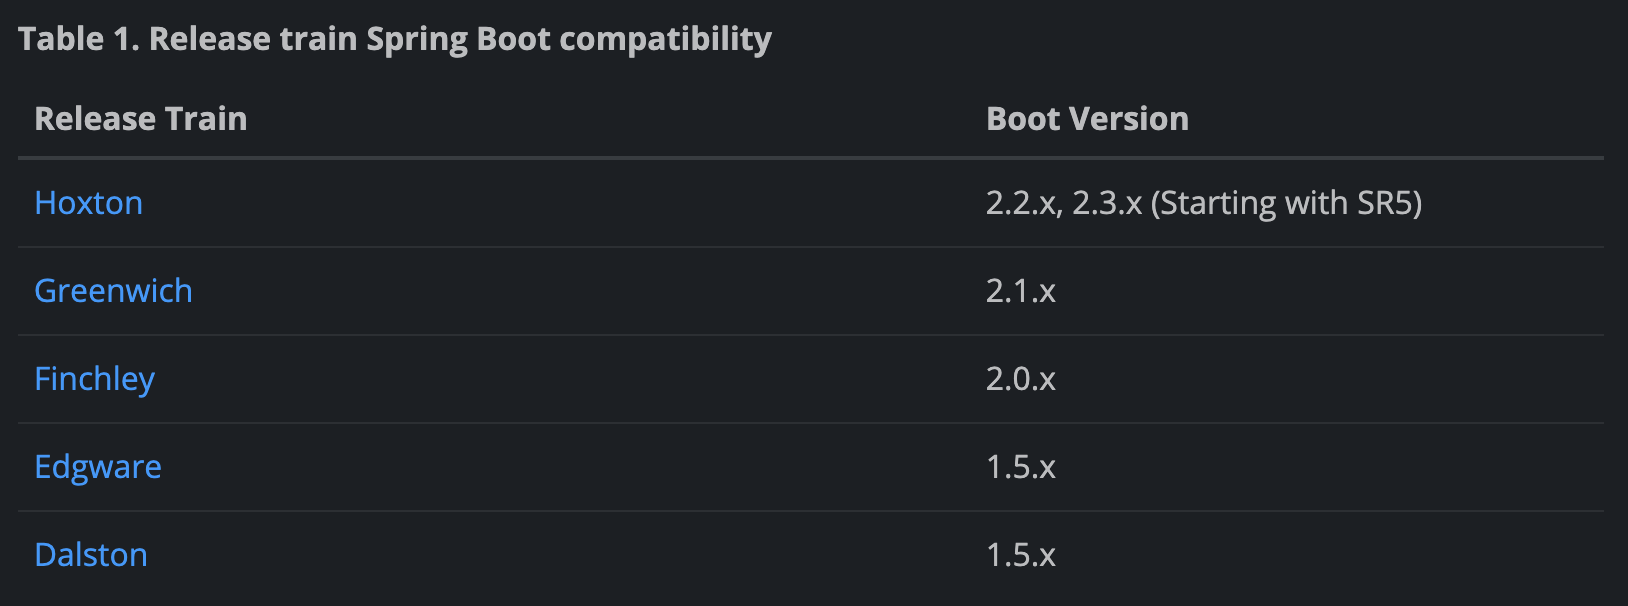 Table 1. Release train Spring Boot compatibility
Release Train Boot Version
Hoxton 2.2.x, 2.3.x (Starting with SR5)
Greenwich 2.1.x
Finchley 2.0.x
Edgware 1.5.x
Dalston 1.5.x